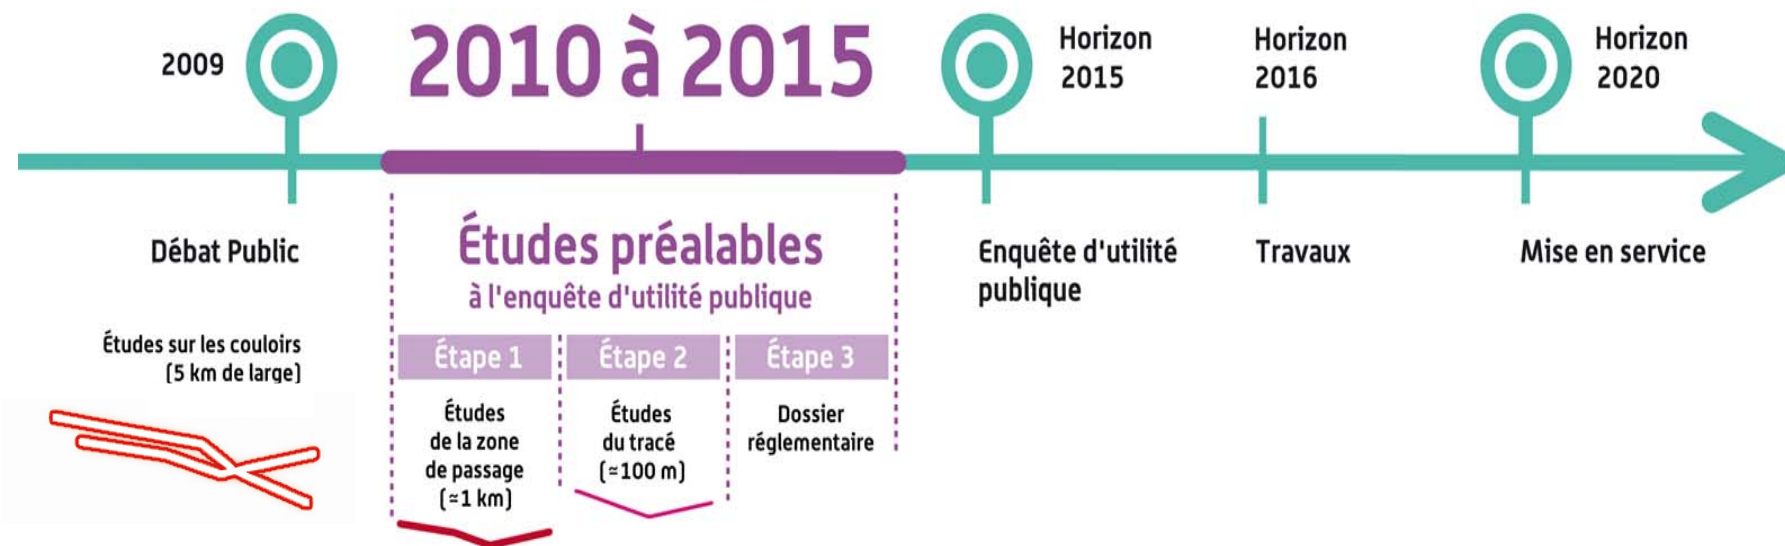 2009
2010 à 2015
Horizon
2015
Horizon
2016
Horizon
2020
Débat Public
Études sur les couloirs
(5 km de large)
Études préalables
à l'enquête d'utilité publique
Étape 1
Études
de la zone
de passage
(≈1 km)
Étape 2
Études
du tracé
(≈100 m)
Étape 3
Dossier
réglementaire
Enquête d'utilité
publique
Travaux
Mise en service